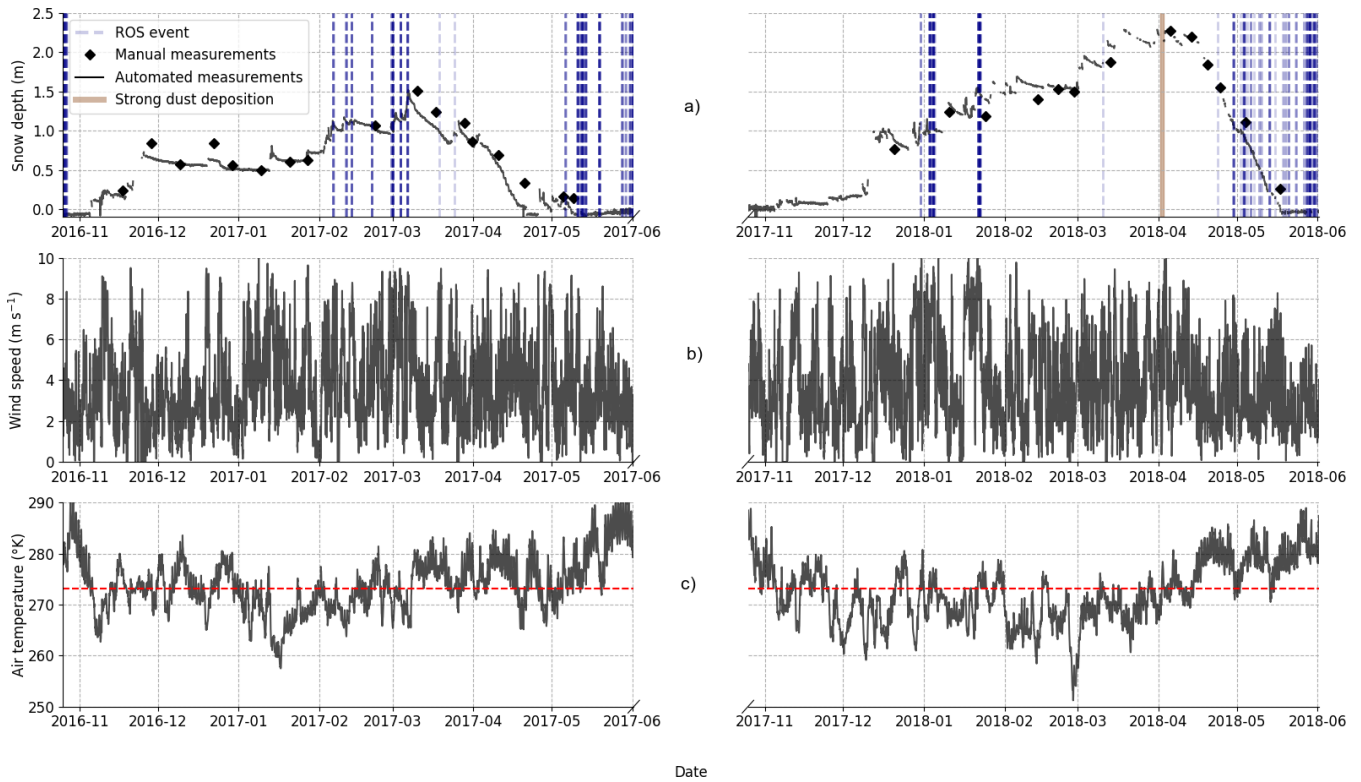 2.5
2.0
1.5
1.0
0.5
0.0
Snow depth (m)
ROS event
Manual measurements
Automated measurements
Strong dust deposition
2016-11 2016-12 2017-01 2017-02 2017-03 2017-04 2017-05 2017-06
a)
2017-11 2017-12 2018-01 2018-02 2018-03 2018-04 2018-05 2018-06
10
8
6
4
2
0
Wind speed (m s⁻¹)
2016-11 2016-12 2017-01 2017-02 2017-03 2017-04 2017-05 2017-06
b)
2017-11 2017-12 2018-01 2018-02 2018-03 2018-04 2018-05 2018-06
290
280
270
260
250
Air temperature (°K)
2016-11 2016-12 2017-01 2017-02 2017-03 2017-04 2017-05 2017-06
c)
2017-11 2017-12 2018-01 2018-02 2018-03 2018-04 2018-05 2018-06
Date